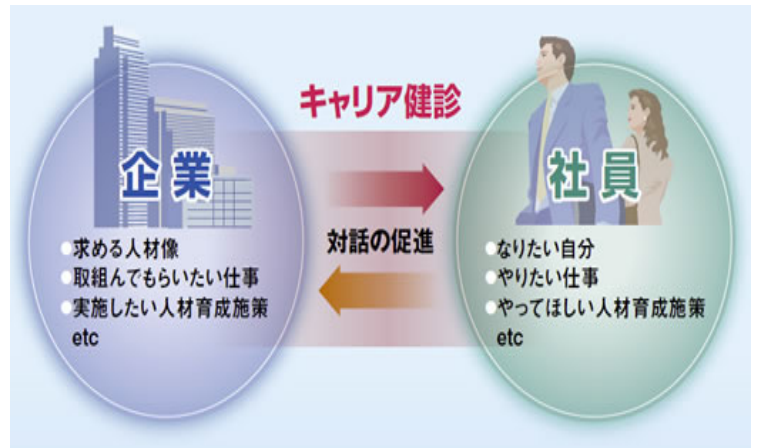 キャリア健診
企業
●求める人材像
●取組んでもらいたい仕事
●実施したい人材育成施策
etc
対話の促進
社員
●なりたい自分
●やりたい仕事
●やってほしい人材育成施策
etc